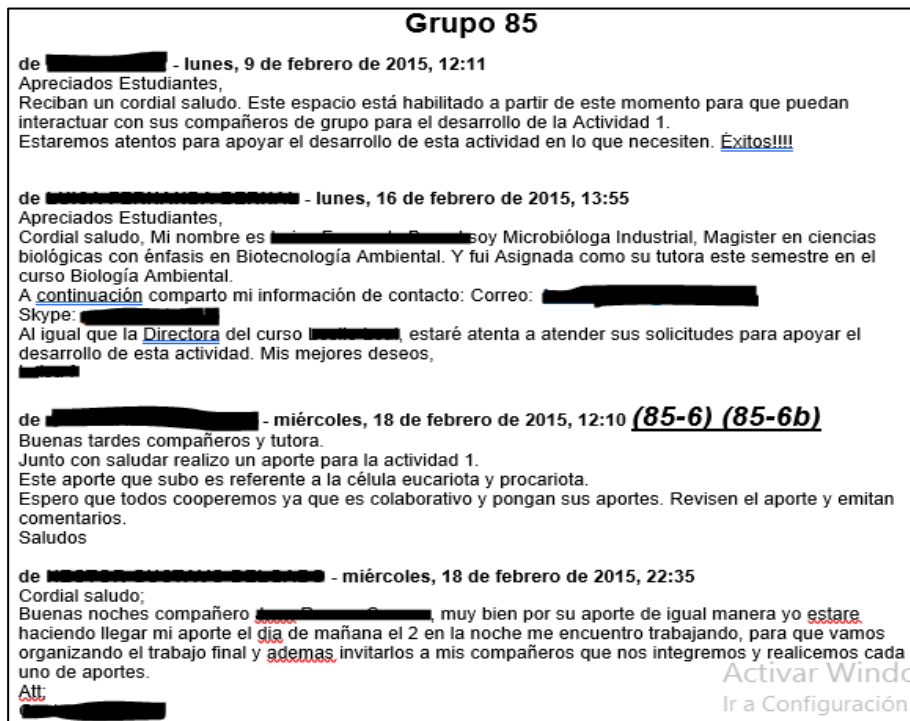 Grupo 85
de - lunes, 9 de febrero de 2015, 12:11
Apreciados Estudiantes,
Reciban un cordial saludo. Este espacio está habilitado a partir de este momento para que puedan
interactuar con sus compañeros de grupo para el desarrollo de la Actividad 1.
Estaremos atentos para apoyar el desarrollo de esta actividad en lo que necesiten. Éxitos!!!!
de - lunes, 16 de febrero de 2015, 13:55
Apreciados Estudiantes,
Cordial saludo, Mi nombre es soy Microbióloga Industrial, Magister en ciencias
biológicas con énfasis en Biotecnología Ambiental. Y fui Asignada como su tutora este semestre en el
curso Biología Ambiental.
A continuación comparto mi información de contacto: Correo:
Skype:
Al igual que la Directora del curso , estaré atenta a atender sus solicitudes para apoyar el
desarrollo de esta actividad. Mis mejores deseos,
de - miércoles, 18 de febrero de 2015, 12:10 (85-6) (85-6b)
Buenas tardes compañeros y tutora.
Junto con saludar realizo un aporte para la actividad 1.
Este aporte que subo es referente a la célula eucariota y procariota.
Espero que todos cooperemos ya que es colaborativo y pongan sus aportes. Revisen el aporte y emitan
comentarios.
Saludos
de - miércoles, 18 de febrero de 2015, 22:35
Cordial saludo;
Buenas noches compañero , muy bien por su aporte de igual manera yo estare
haciendo llegar mi aporte el dia de mañana el 2 en la noche me encuentro trabajando, para que vamos
organizando el trabajo final y ademas invitarlos a mis compañeros que nos integremos y realicemos cada
uno de aportes.
Att:
Activar Windo
Ir a Configuración